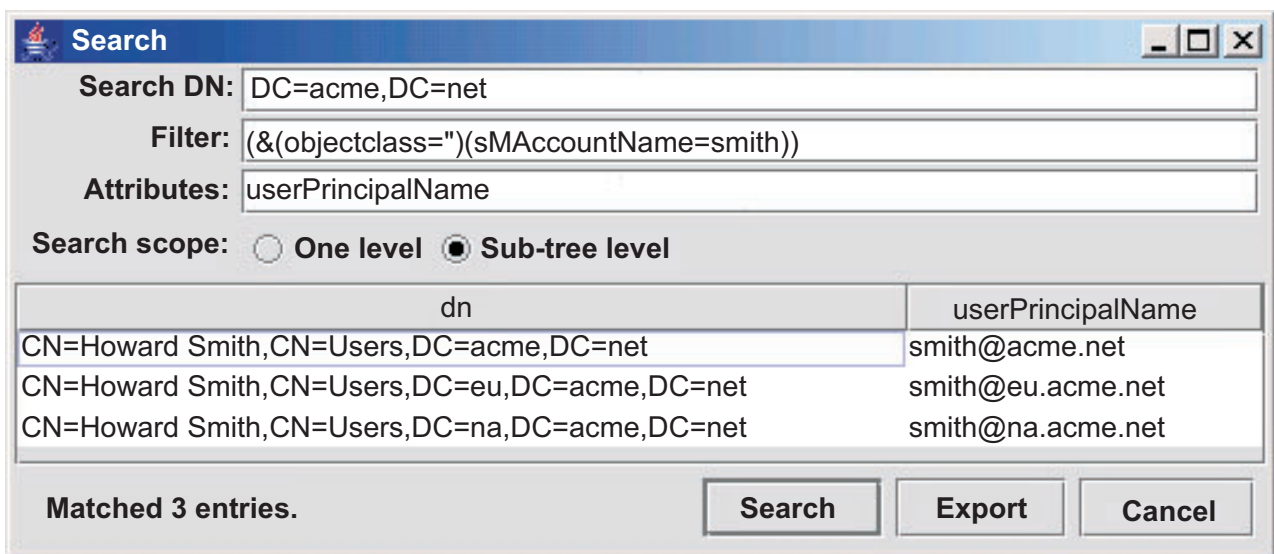 Search
Search DN: DC=acme,DC=net
Filter: (&(objectclass=")(sMAccountName=smith))
Attributes: userPrincipalName
Search scope: One level Sub-tree level
dn userPrincipalName
CN=Howard Smith,CN=Users,DC=acme,DC=net smith@acme.net
CN=Howard Smith,CN=Users,DC=eu,DC=acme,DC=net smith@eu.acme.net
CN=Howard Smith,CN=Users,DC=na,DC=acme,DC=net smith@na.acme.net
Matched 3 entries. Search Export Cancel